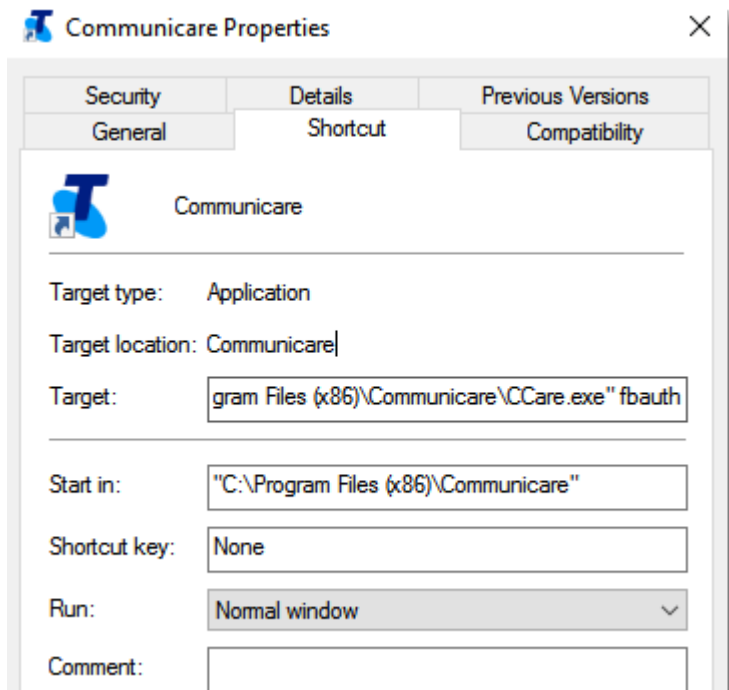 Communicare Properties
Security Details Previous Versions
General Shortcut Compatibility
Communicare
Target type: Application
Target location: Communicare
Target: gram Files (x86)\Communicare\CCare.exe" fbauth
Start in: "C:\Program Files (x86)\Communicare"
Shortcut key: None
Run: Normal window
Comment: